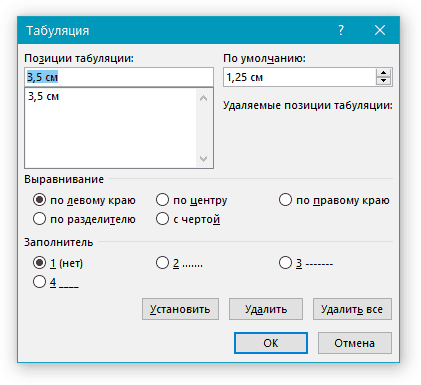 Табуляция ?
Позиции табуляции: По умолчанию:
3,5 см 1,25 см
3,5 см Удаляемые позиции табуляции:
Выравнивание
по левому краю по центру по правому краю
по разделителю с чертой
Заполнитель
1 (нет) 2 ....... 3 -------
4 ____
Установить Удалить Удалить все
ОК Отмена